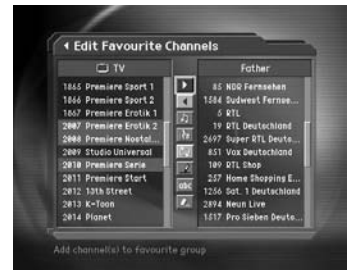 Edit Favourite Channels
TV
1865 Premiere Sport 1
1866 Premiere Sport 2
1867 Premiere Erotik 1
2007 Premiere Erotik 2
2008 Premiere Nostal...
2009 Studio Universal
2010 Premiere Serie
2011 Premiere Start
2012 13th Street
2013 K-Toon
2014 Planet
abc
Father
85 NDR Fernsehen
1584 Sudwest Fernse...
5 RTL
19 RTL Deutschland
2697 Super RTL Deuts...
851 Vox Deutschland
109 RTL Shop
257 Home Shopping E...
1256 Sat. 1 Deutschland
2894 Neun Live
1517 Pro Sieben Deuts...
Add channel(s) to favourite group